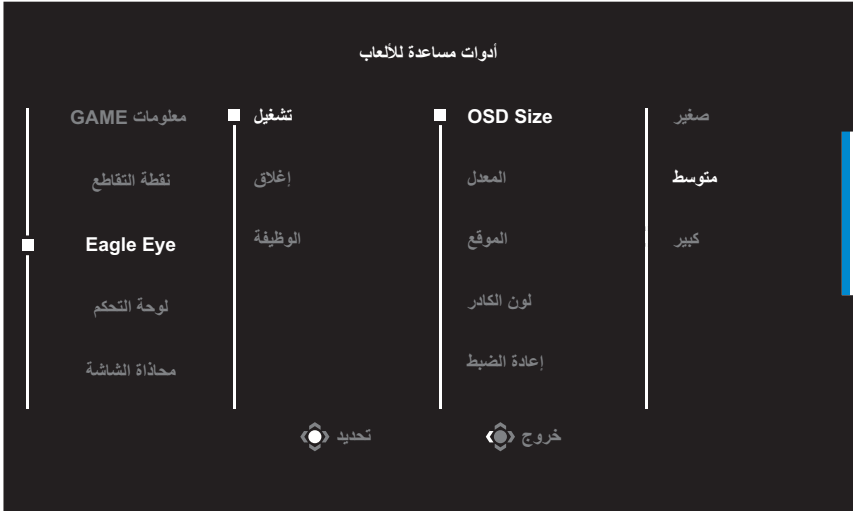 أدوات مساعدة للألعاب
معلومات GAME
نقطة التقاطع
Eagle Eye
لوحة التحكم
محاذاة الشاشة
تشغيل
إغلاق
الوظيفة
OSD Size
المعدل
الموقع
لون الكادر
إعادة الضبط
صغير
متوسط
كبير
تحديد
خروج